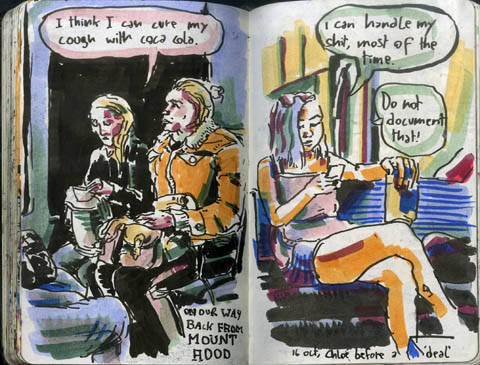 I think I can cure my
cough with coca cola.
ON OUR WAY
BACK FROM
MOUNT
HOOD
I can handle my
shit, most of the
time.
Do not
document
that!
16 oct, Chloe before a "deal"